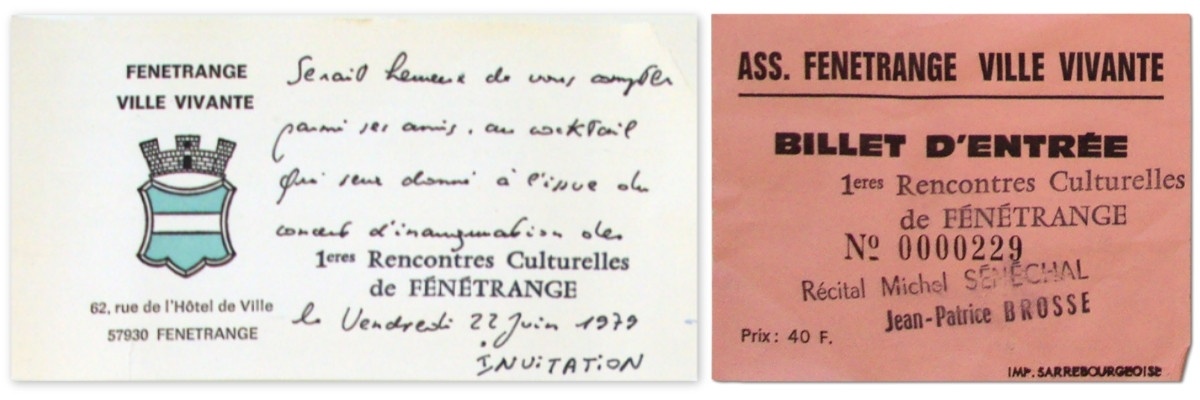 FENETRANGE
VILLE VIVANTE
62, rue de l'Hôtel de Ville
57930 FENETRANGE
Serait heureux de vous compter
parmi ses amis, au cocktail
qui sera donné à l'issue du
concert d'inauguration des
1eres Rencontres Culturelles
de FÉNÉTRANGE
le Vendredi 22 Juin 1979
INVITATION
ASS. FENETRANGE VILLE VIVANTE
BILLET D'ENTRÉE
1eres Rencontres Culturelles
de FÉNÉTRANGE
No 0000229
Récital Michel SÉNÉCHAL
Jean-Patrice BROSSE
Prix : 40 F.
IMP. SARREBOURGEOISE